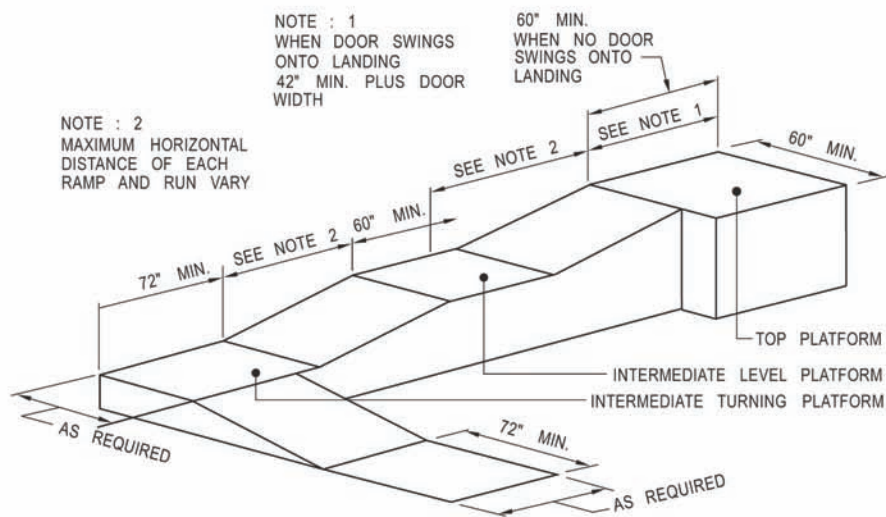 NOTE : 1
WHEN DOOR SWINGS
ONTO LANDING
42" MIN. PLUS DOOR
WIDTH
60" MIN.
WHEN NO DOOR
SWINGS ONTO
LANDING
NOTE : 2
MAXIMUM HORIZONTAL
DISTANCE OF EACH
RAMP AND RUN VARY
SEE NOTE 1
60" MIN.
SEE NOTE 2
60" MIN.
SEE NOTE 2
72" MIN.
TOP PLATFORM
INTERMEDIATE LEVEL PLATFORM
INTERMEDIATE TURNING PLATFORM
AS REQUIRED
72" MIN.
AS REQUIRED